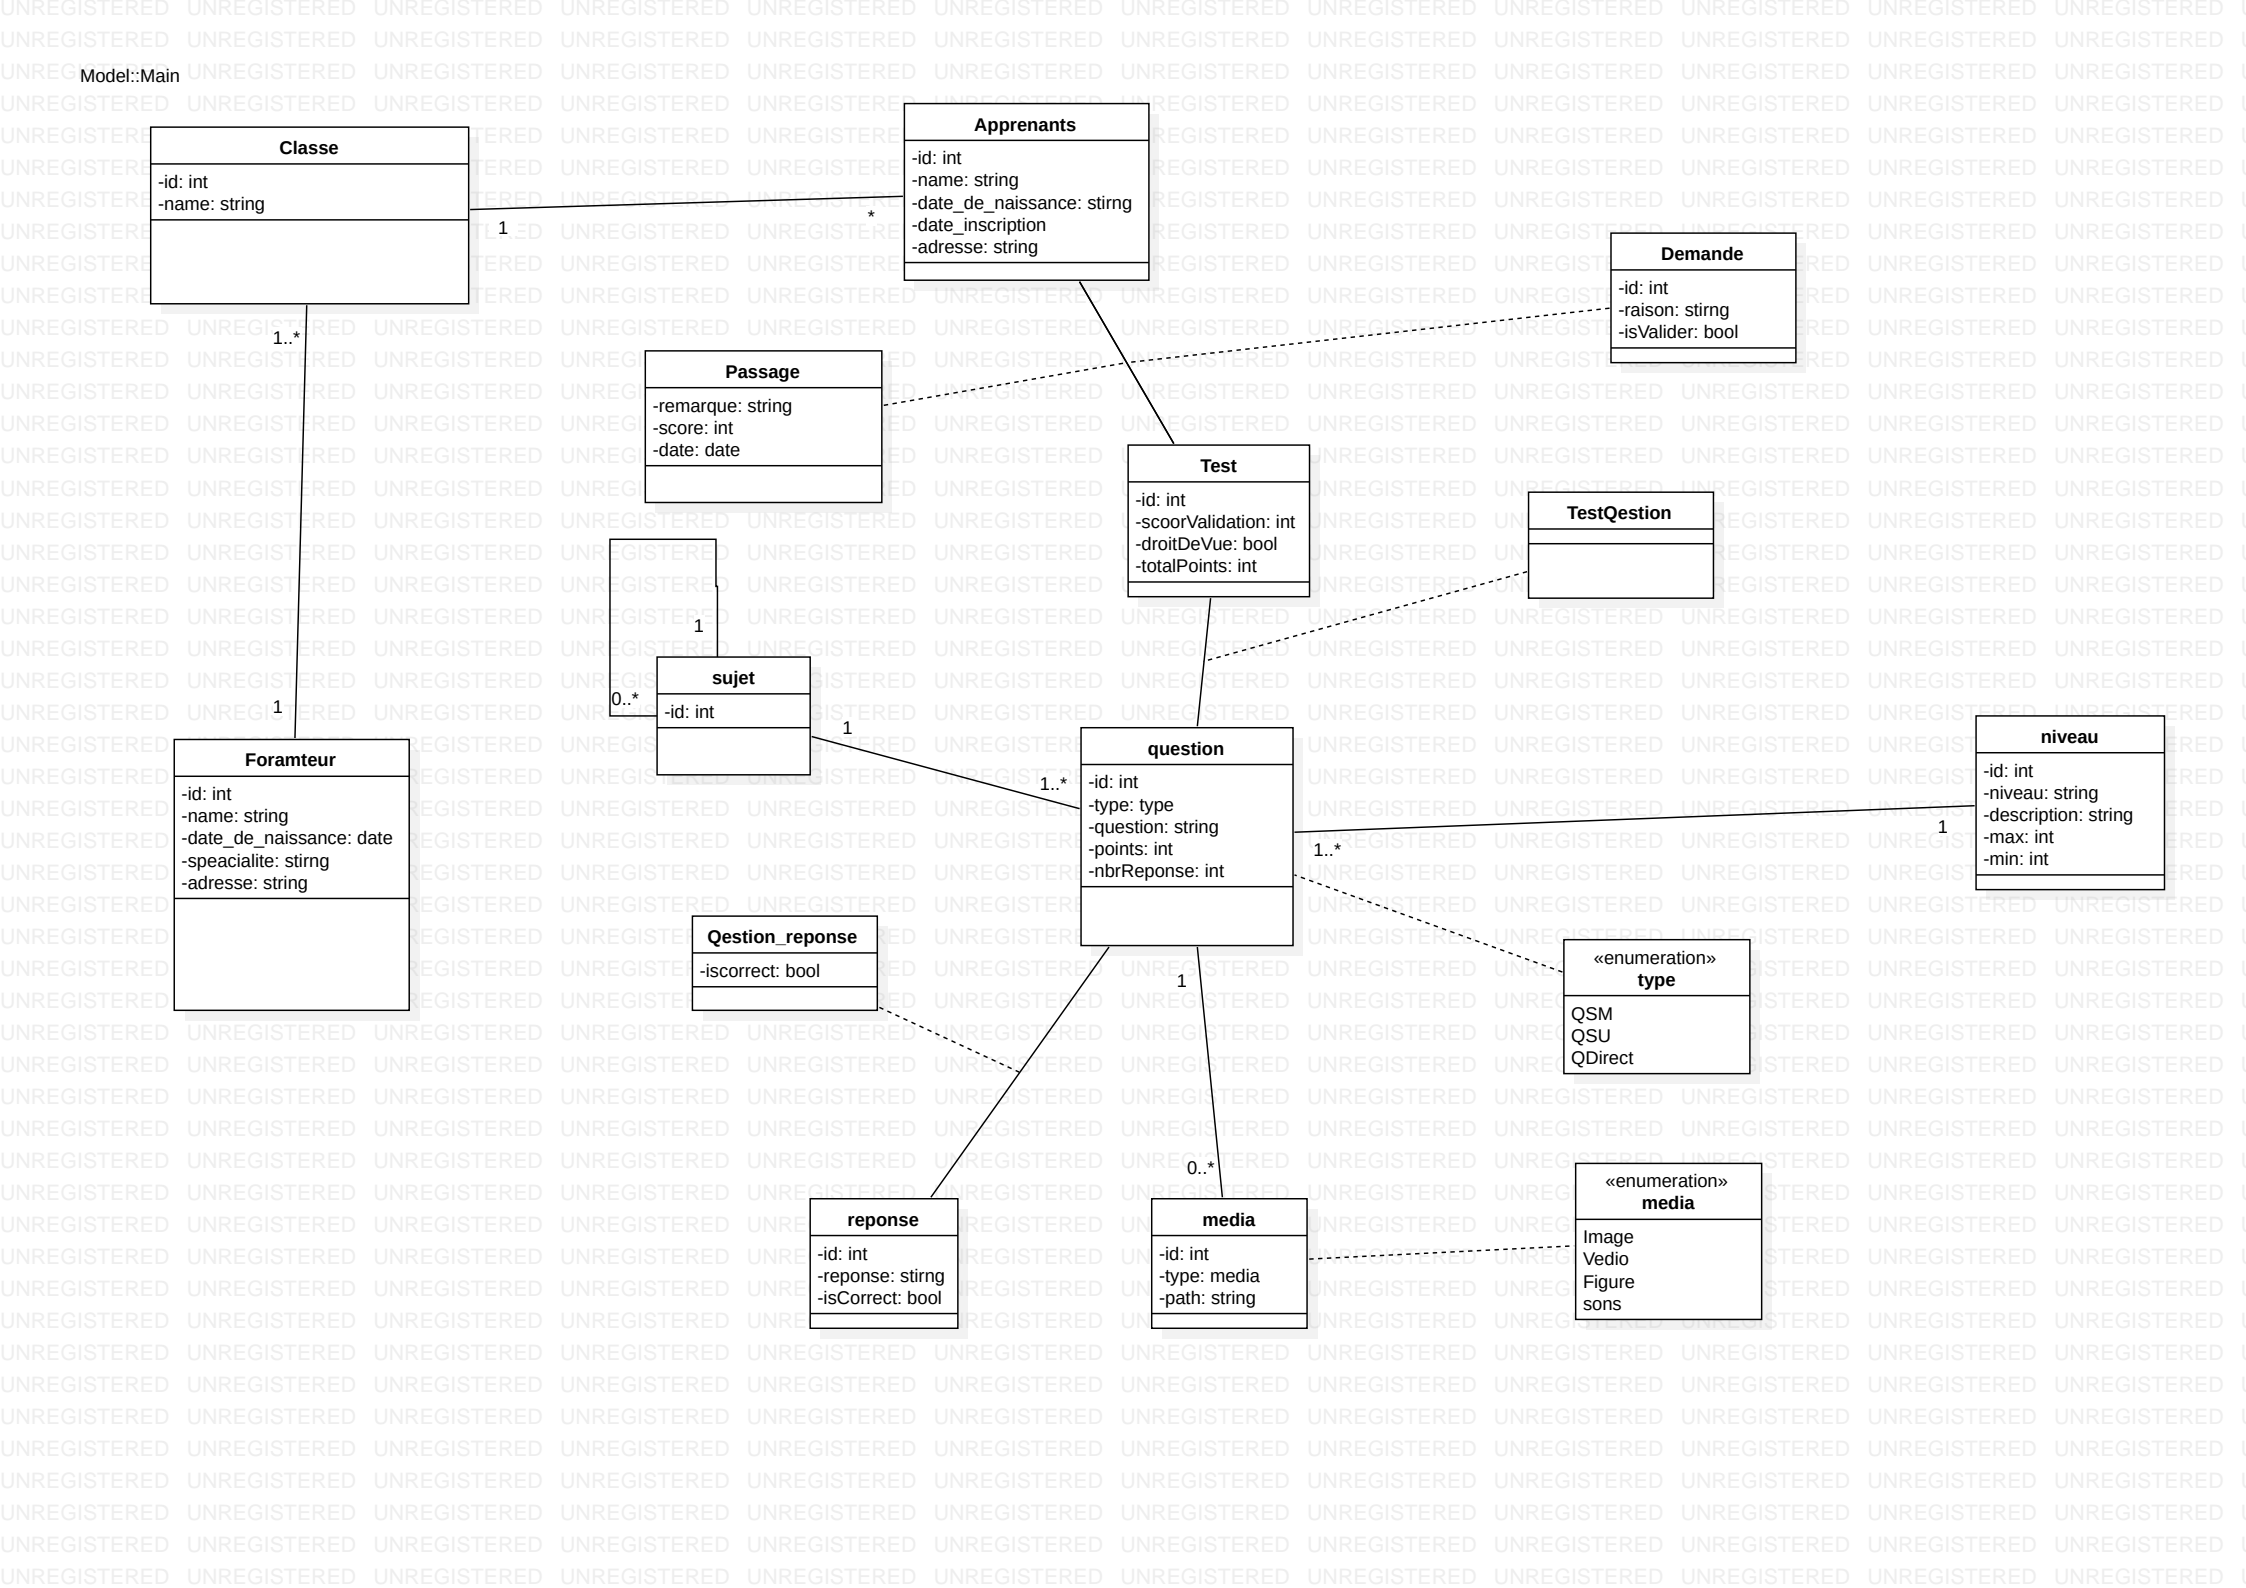 Model::Main
Classe
-id: int
-name: string
1
*
1..*
1
Apprenants
-id: int
-name: string
-date_de_naissance: stirng
-date_inscription
-adresse: string
Demande
-id: int
-raison: stirng
-isValider: bool
Passage
-remarque: string
-score: int
-date: date
Test
-id: int
-scoorValidation: int
-droitDeVue: bool
-totalPoints: int
TestQestion
1
0..*
sujet
-id: int
1
1..*
Foramteur
-id: int
-name: string
-date_de_naissance: date
-speacialite: stirng
-adresse: string
question
-id: int
-type: type
-question: string
-points: int
-nbrReponse: int
1..*
1
niveau
-id: int
-niveau: string
-description: string
-max: int
-min: int
Qestion_reponse
-iscorrect: bool
1
0..*
«enumeration»
type
QSM
QSU
QDirect
reponse
-id: int
-reponse: stirng
-isCorrect: bool
media
-id: int
-type: media
-path: string
«enumeration»
media
Image
Vedio
Figure
sons
UNREGISTERED